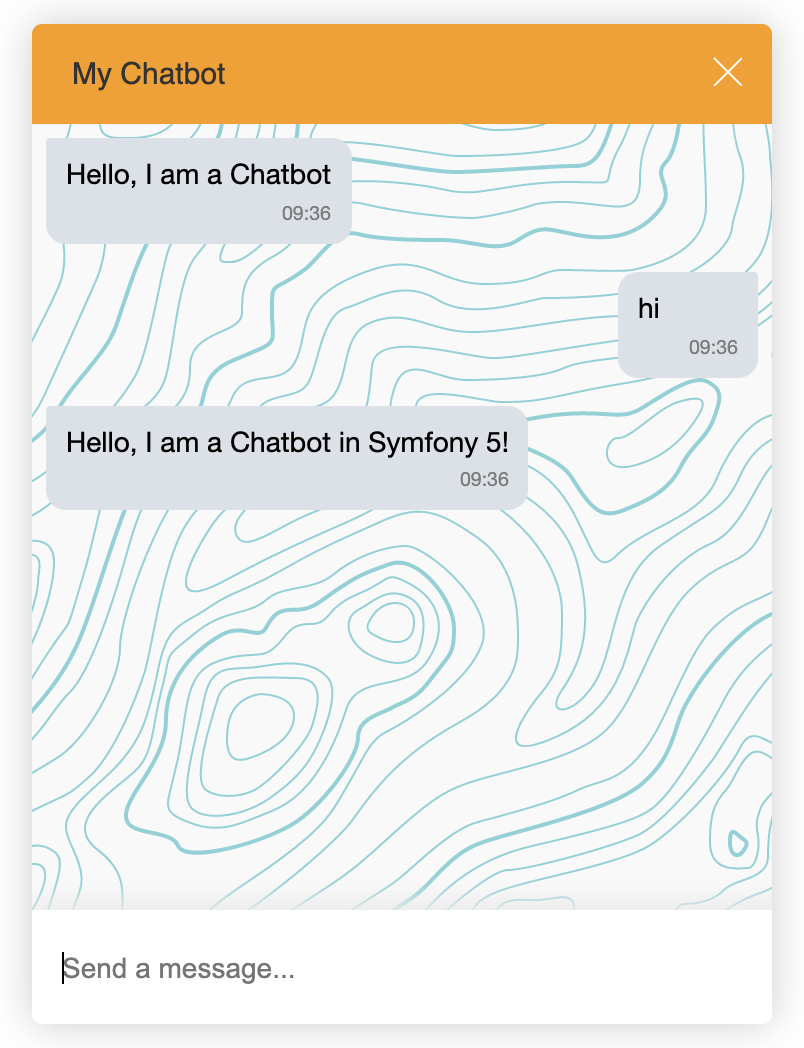 My Chatbot
Hello, I am a Chatbot
09:36
hi
09:36
Hello, I am a Chatbot in Symfony 5!
09:36
Send a message...